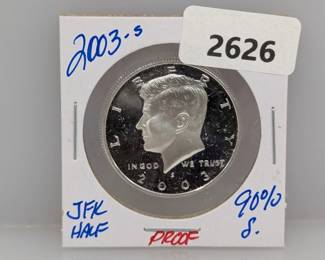 2003-s
2626
LIBERTY
IN GOD WE TRUST
S
2003
JFK
HALF
PROOF
90%
S.